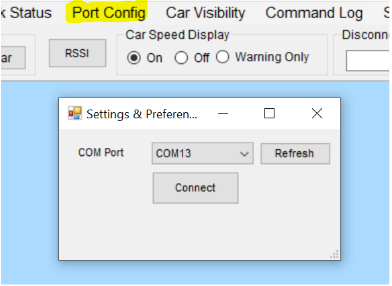 k Status Port Config Car Visibility Command Log S
ar RSSI Car Speed Display Disconn
On Off Warning Only
Settings & Preferen...
COM Port COM13 Refresh
Connect